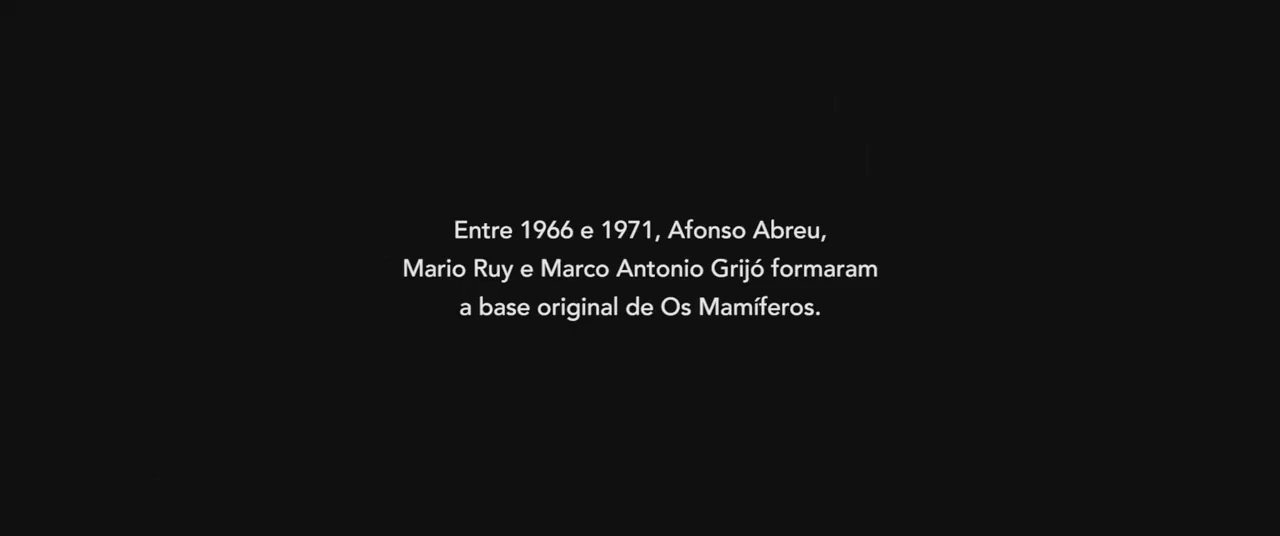 Entre 1966 e 1971, Afonso Abreu,
Mario Ruy e Marco Antonio Grijó formaram
a base original de Os Mamíferos.